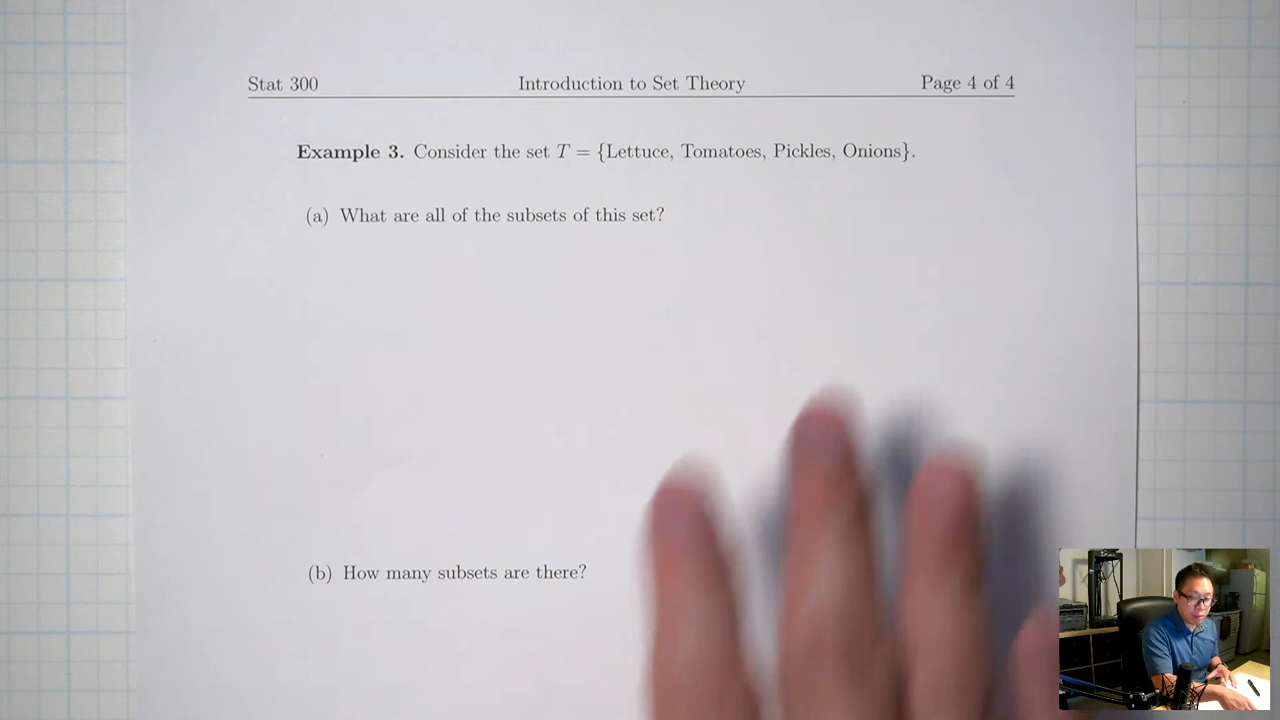 Stat 300 Introduction to Set Theory Page 4 of 4
Example 3. Consider the set T = {Lettuce, Tomatoes, Pickles, Onions}.
(a) What are all of the subsets of this set?
(b) How many subsets are there?